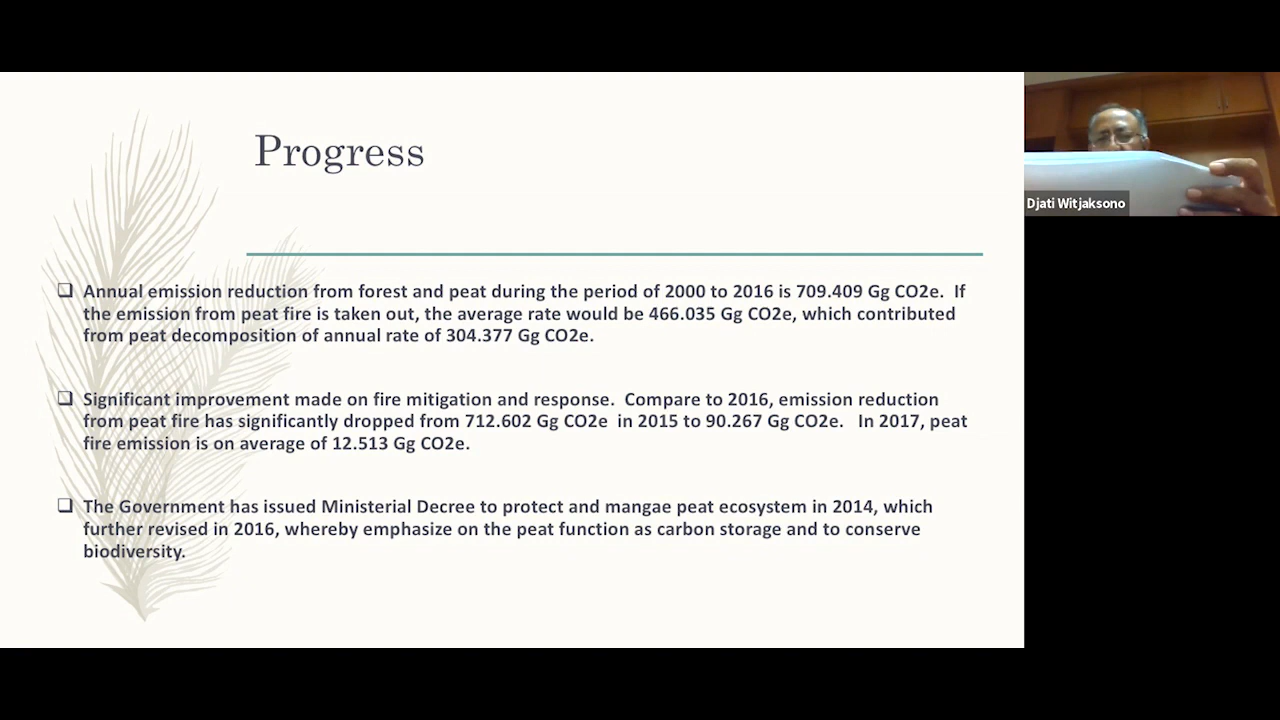 Progress
❑ Annual emission reduction from forest and peat during the period of 2000 to 2016 is 709.409 Gg CO2e.  If
the emission from peat fire is taken out, the average rate would be 466.035 Gg CO2e, which contributed
from peat decomposition of annual rate of 304.377 Gg CO2e.
❑ Significant improvement made on fire mitigation and response.  Compare to 2016, emission reduction
from peat fire has significantly dropped from 712.602 Gg CO2e  in 2015 to 90.267 Gg CO2e.   In 2017, peat
fire emission is on average of 12.513 Gg CO2e.
❑ The Government has issued Ministerial Decree to protect and mangae peat ecosystem in 2014, which
further revised in 2016, whereby emphasize on the peat function as carbon storage and to conserve
biodiversity.
Djati Witjaksono